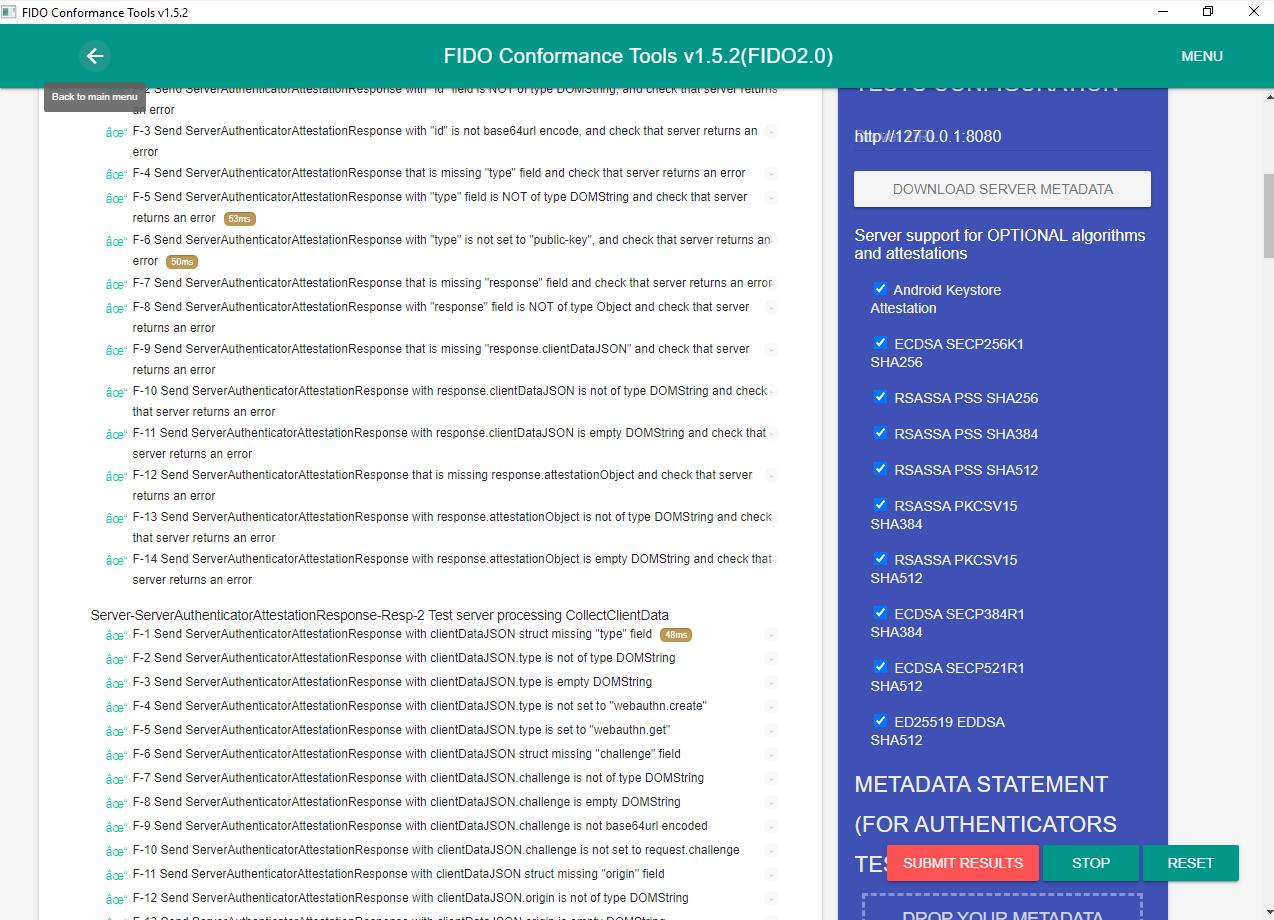 FIDO Conformance Tools v1.5.2
FIDO Conformance Tools v1.5.2(FIDO2.0)
MENU
Back to main menu
F-2 Send ServerAuthenticatorAttestationResponse with "id" field is NOT of type DOMString, and check that server returns
an error
âœ“ F-3 Send ServerAuthenticatorAttestationResponse with "id" is not base64url encode, and check that server returns an
error
âœ“ F-4 Send ServerAuthenticatorAttestationResponse that is missing "type" field and check that server returns an error
âœ“ F-5 Send ServerAuthenticatorAttestationResponse with "type" field is NOT of type DOMString and check that server
returns an error 53ms
âœ“ F-6 Send ServerAuthenticatorAttestationResponse with "type" is not set to "public-key", and check that server returns an
error 50ms
âœ“ F-7 Send ServerAuthenticatorAttestationResponse that is missing "response" field and check that server returns an error
âœ“ F-8 Send ServerAuthenticatorAttestationResponse with "response" field is NOT of type Object and check that server
returns an error
âœ“ F-9 Send ServerAuthenticatorAttestationResponse that is missing "response.clientDataJSON" and check that server
returns an error
âœ“ F-10 Send ServerAuthenticatorAttestationResponse with response.clientDataJSON is not of type DOMString and check
that server returns an error
âœ“ F-11 Send ServerAuthenticatorAttestationResponse with response.clientDataJSON is empty DOMString and check that
server returns an error
âœ“ F-12 Send ServerAuthenticatorAttestationResponse that is missing response.attestationObject and check that server
returns an error
âœ“ F-13 Send ServerAuthenticatorAttestationResponse with response.attestationObject is not of type DOMString and check
that server returns an error
âœ“ F-14 Send ServerAuthenticatorAttestationResponse with response.attestationObject is empty DOMString and check that
server returns an error
Server-ServerAuthenticatorAttestationResponse-Resp-2 Test server processing CollectClientData
âœ“ F-1 Send ServerAuthenticatorAttestationResponse with clientDataJSON struct missing "type" field 48ms
âœ“ F-2 Send ServerAuthenticatorAttestationResponse with clientDataJSON.type is not of type DOMString
âœ“ F-3 Send ServerAuthenticatorAttestationResponse with clientDataJSON.type is empty DOMString
âœ“ F-4 Send ServerAuthenticatorAttestationResponse with clientDataJSON.type is not set to "webauthn.create"
âœ“ F-5 Send ServerAuthenticatorAttestationResponse with clientDataJSON.type is set to "webauthn.get"
âœ“ F-6 Send ServerAuthenticatorAttestationResponse with clientDataJSON struct missing "challenge" field
âœ“ F-7 Send ServerAuthenticatorAttestationResponse with clientDataJSON.challenge is not of type DOMString
âœ“ F-8 Send ServerAuthenticatorAttestationResponse with clientDataJSON.challenge is empty DOMString
âœ“ F-9 Send ServerAuthenticatorAttestationResponse with clientDataJSON.challenge is not base64url encoded
âœ“ F-10 Send ServerAuthenticatorAttestationResponse with clientDataJSON.challenge is not set to request.challenge
âœ“ F-11 Send ServerAuthenticatorAttestationResponse with clientDataJSON struct missing "origin" field
âœ“ F-12 Send ServerAuthenticatorAttestationResponse with clientDataJSON.origin is not of type DOMString
âœ“ F-13 Send ServerAuthenticatorAttestationResponse with clientDataJSON.origin is empty DOMString
TESTS CONFIGURATION
http://127.0.0.1:8080
DOWNLOAD SERVER METADATA
Server support for OPTIONAL algorithms
and attestations
Android Keystore
Attestation
ECDSA SECP256K1
SHA256
RSASSA PSS SHA256
RSASSA PSS SHA384
RSASSA PSS SHA512
RSASSA PKCSV15
SHA384
RSASSA PKCSV15
SHA512
ECDSA SECP384R1
SHA384
ECDSA SECP521R1
SHA512
ED25519 EDDSA
SHA512
METADATA STATEMENT
(FOR AUTHENTICATORS
SUBMIT RESULTS
STOP
RESET
DROP YOUR METADATA